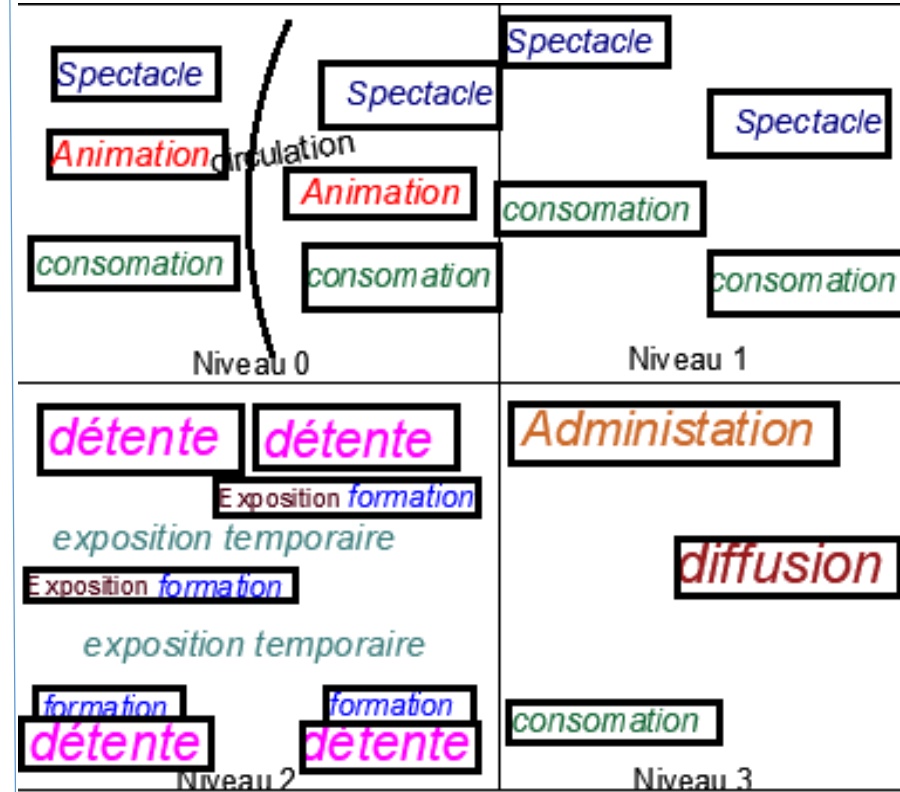 Spectacle
Spectacle
Animation
circulation
Animation
consomation
consomation
Niveau 0
Spectacle
Spectacle
consomation
consomation
Niveau 1
détente
détente
Exposition formation
exposition temporaire
Exposition formation
exposition temporaire
formation
formation
détente
détente
Niveau 2
Administation
diffusion
consomation
Niveau 3